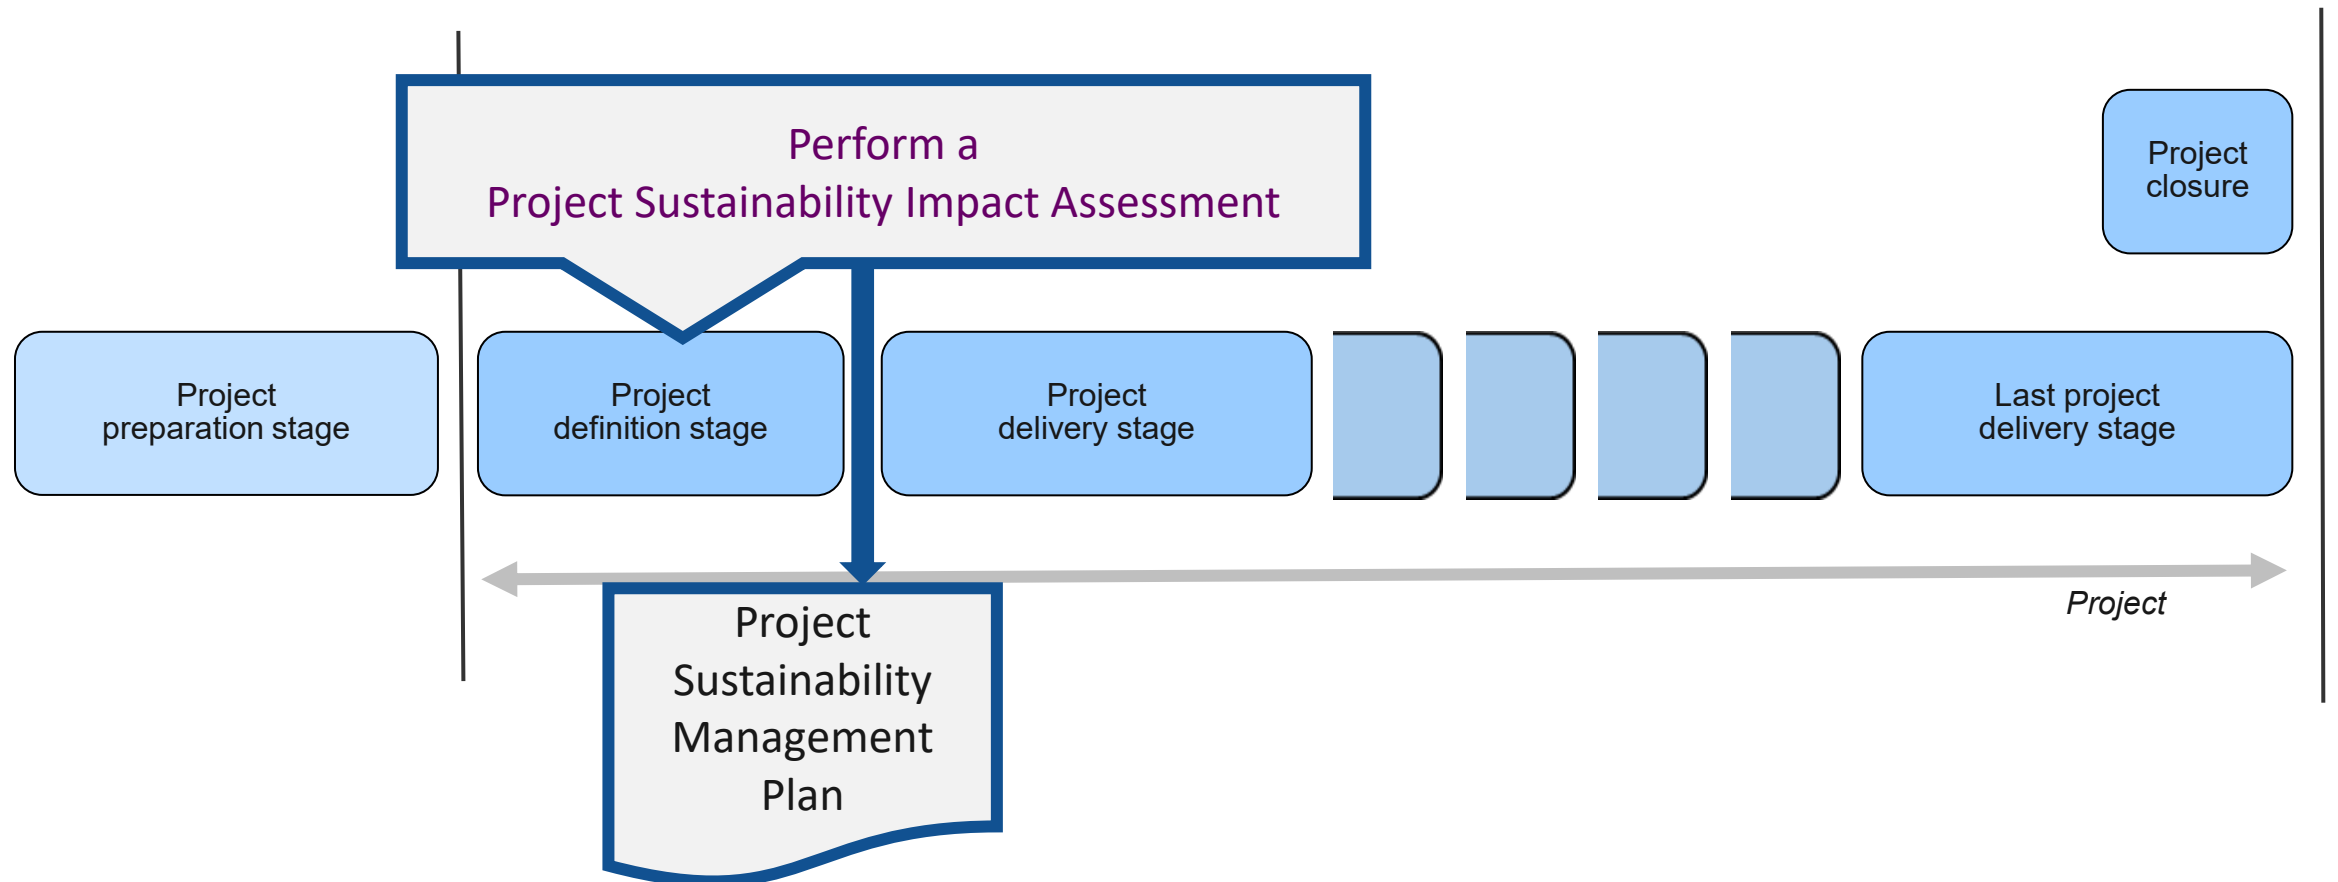 Perform a
Project Sustainability Impact Assessment
Project
closure
Project
preparation stage
Project
definition stage
Project
delivery stage
Last project
delivery stage
Project
Project
Sustainability
Management
Plan